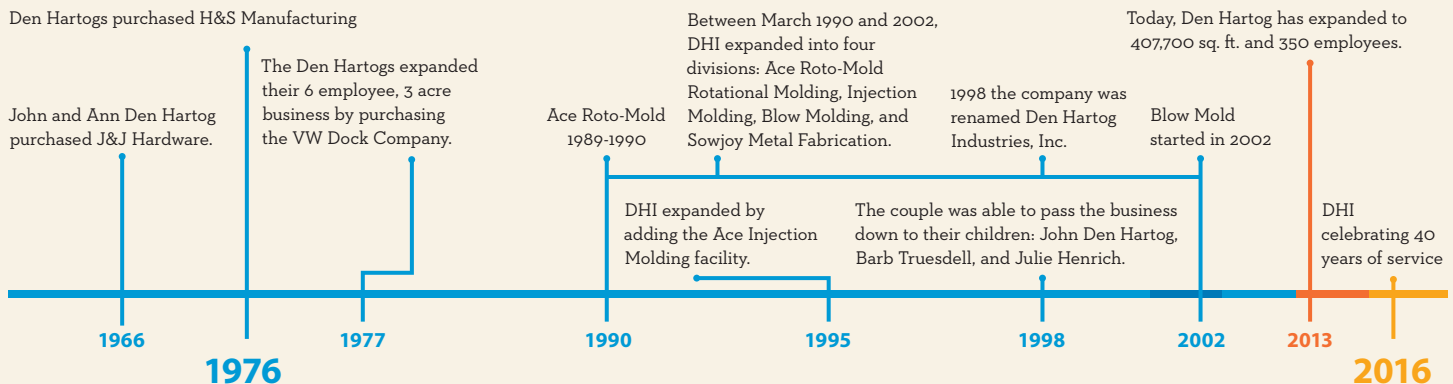 Den Hartogs purchased H&S Manufacturing
John and Ann Den Hartog
purchased J&J Hardware.
The Den Hartogs expanded
their 6 employee, 3 acre
business by purchasing
the VW Dock Company.
Ace Roto-Mold
1989-1990
Between March 1990 and 2002,
DHI expanded into four
divisions: Ace Roto-Mold
Rotational Molding, Injection
Molding, Blow Molding, and
Sowjoy Metal Fabrication.
1998 the company was
renamed Den Hartog
Industries, Inc.
Blow Mold
started in 2002
Today, Den Hartog has expanded to
407,700 sq. ft. and 350 employees.
DHI expanded by
adding the Ace Injection
Molding facility.
The couple was able to pass the business
down to their children: John Den Hartog,
Barb Truesdell, and Julie Henrich.
DHI
celebrating 40
years of service
1966
1976
1977
1990
1995
1998
2002
2013
2016